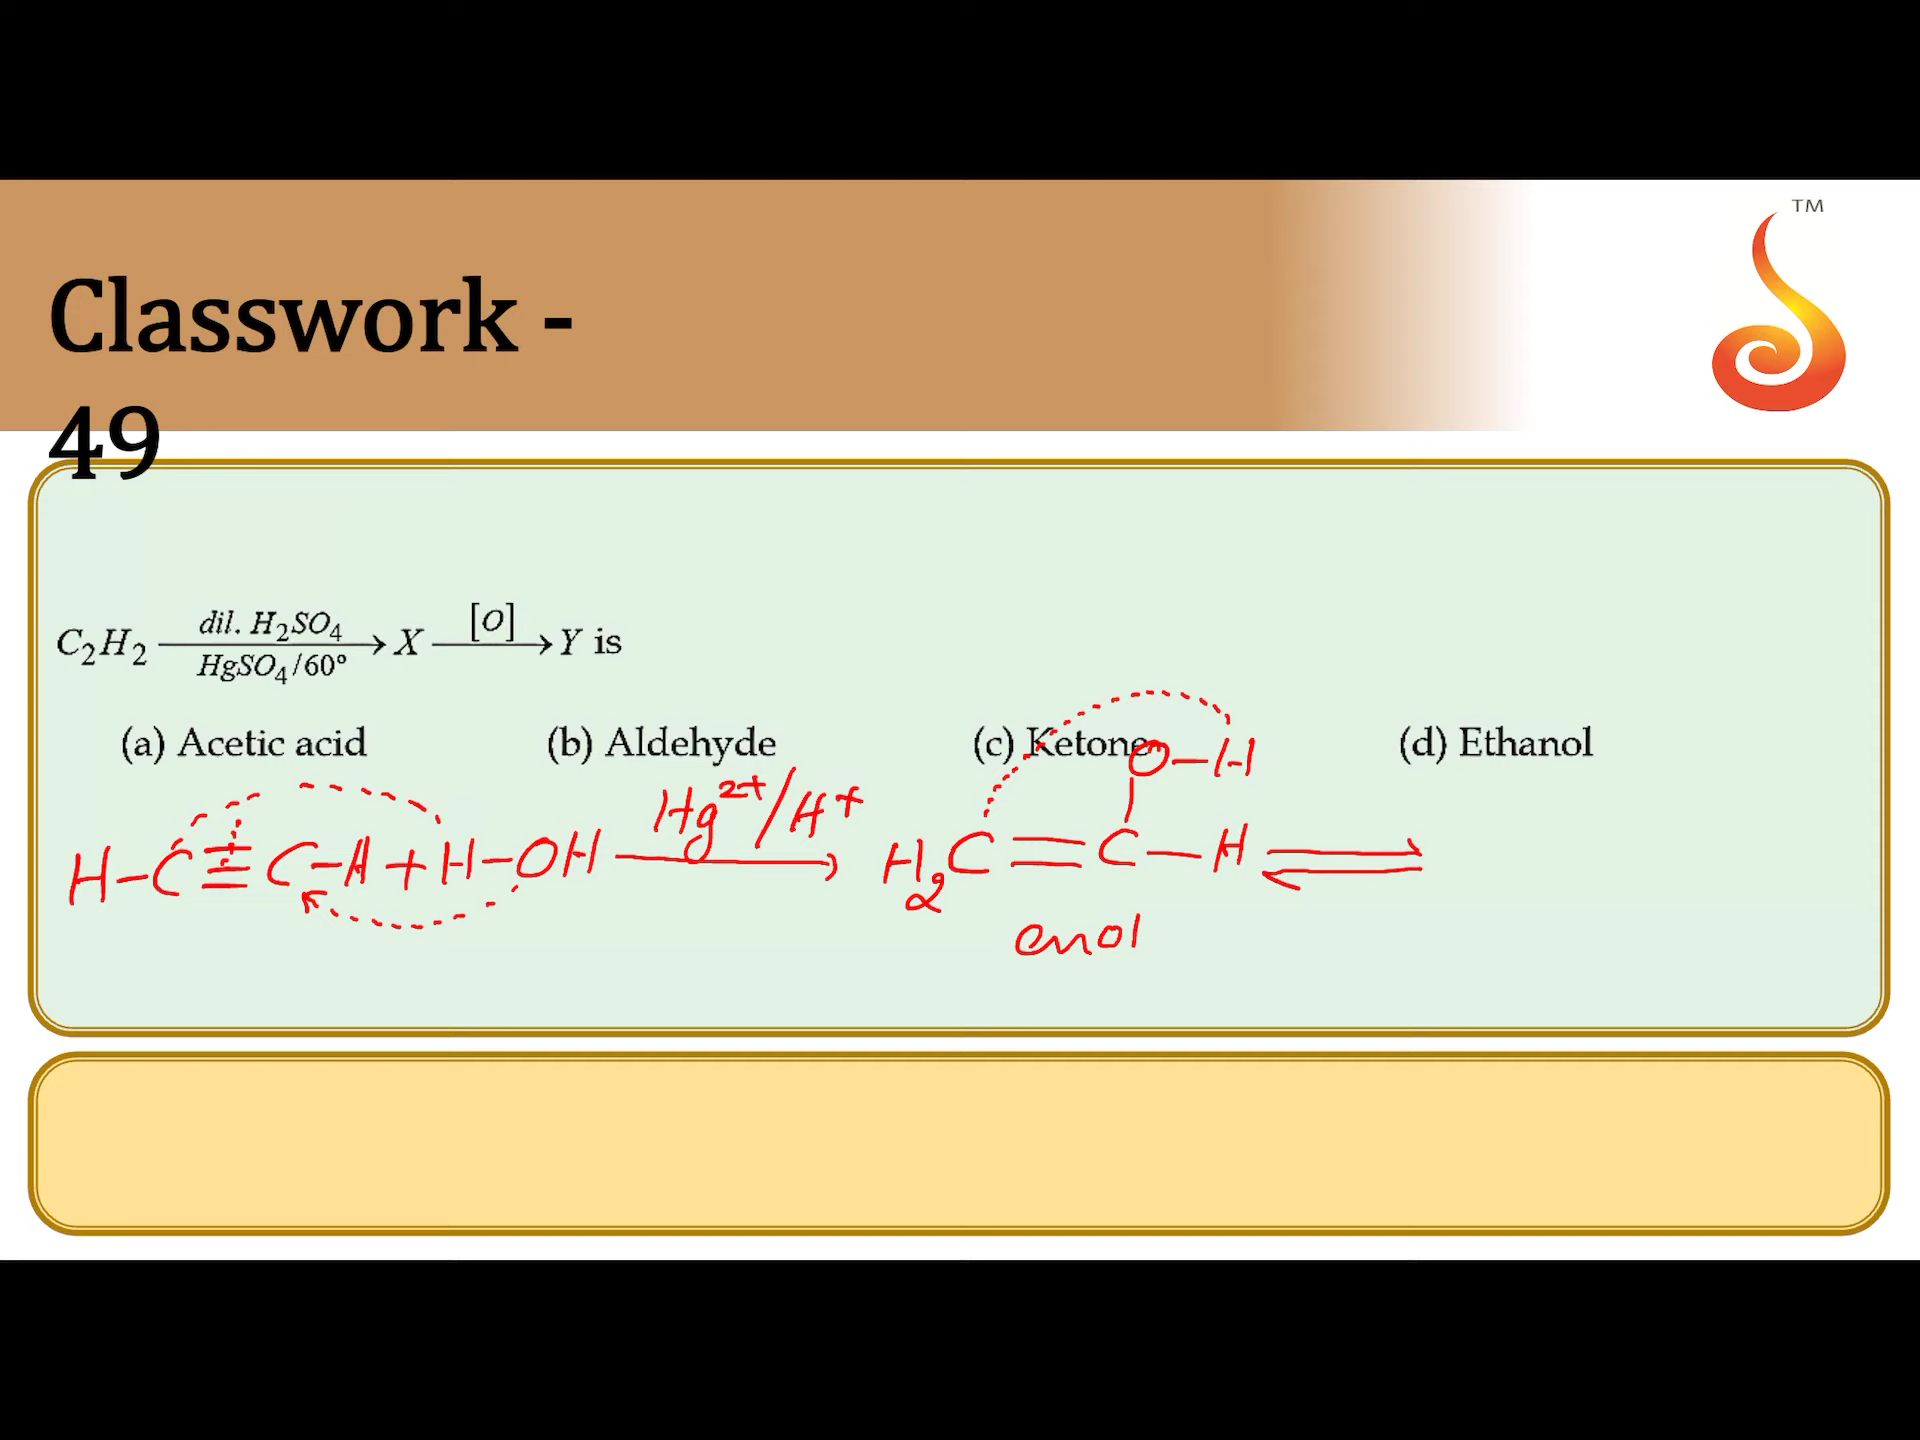 TM
Classwork -
49
C₂H₂ —dil. H₂SO₄ / HgSO₄/60°→ X —[O]→ Y is
(a) Acetic acid (b) Aldehyde (c) Ketone (d) Ethanol
O—H
H—C≡C—H + H—OH —Hg²⁺/H⁺→ H₂C=C—H ⇌
enol